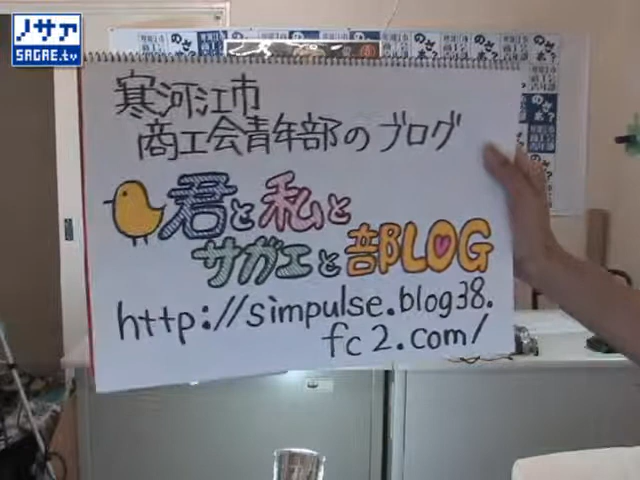 ノサァ
SAGAE.tv
寒河江市
商工会青年部のブログ
君と私と
サガエと部LOG
http://simpulse.blog38.
fc2.com/